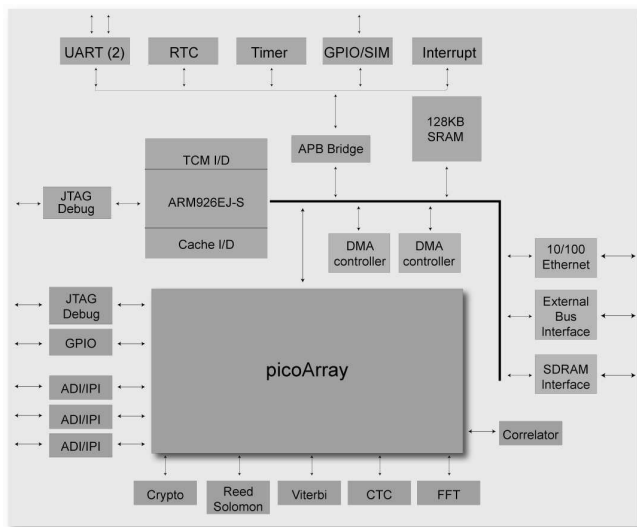 UART (2)
RTC
Timer
GPIO/SIM
Interrupt
128KB
SRAM
APB Bridge
TCM I/D
ARM926EJ-S
Cache I/D
JTAG
Debug
DMA
controller
DMA
controller
10/100
Ethernet
External
Bus
Interface
SDRAM
Interface
JTAG
Debug
GPIO
ADI/IPI
ADI/IPI
ADI/IPI
picoArray
Correlator
Crypto
Reed
Solomon
Viterbi
CTC
FFT